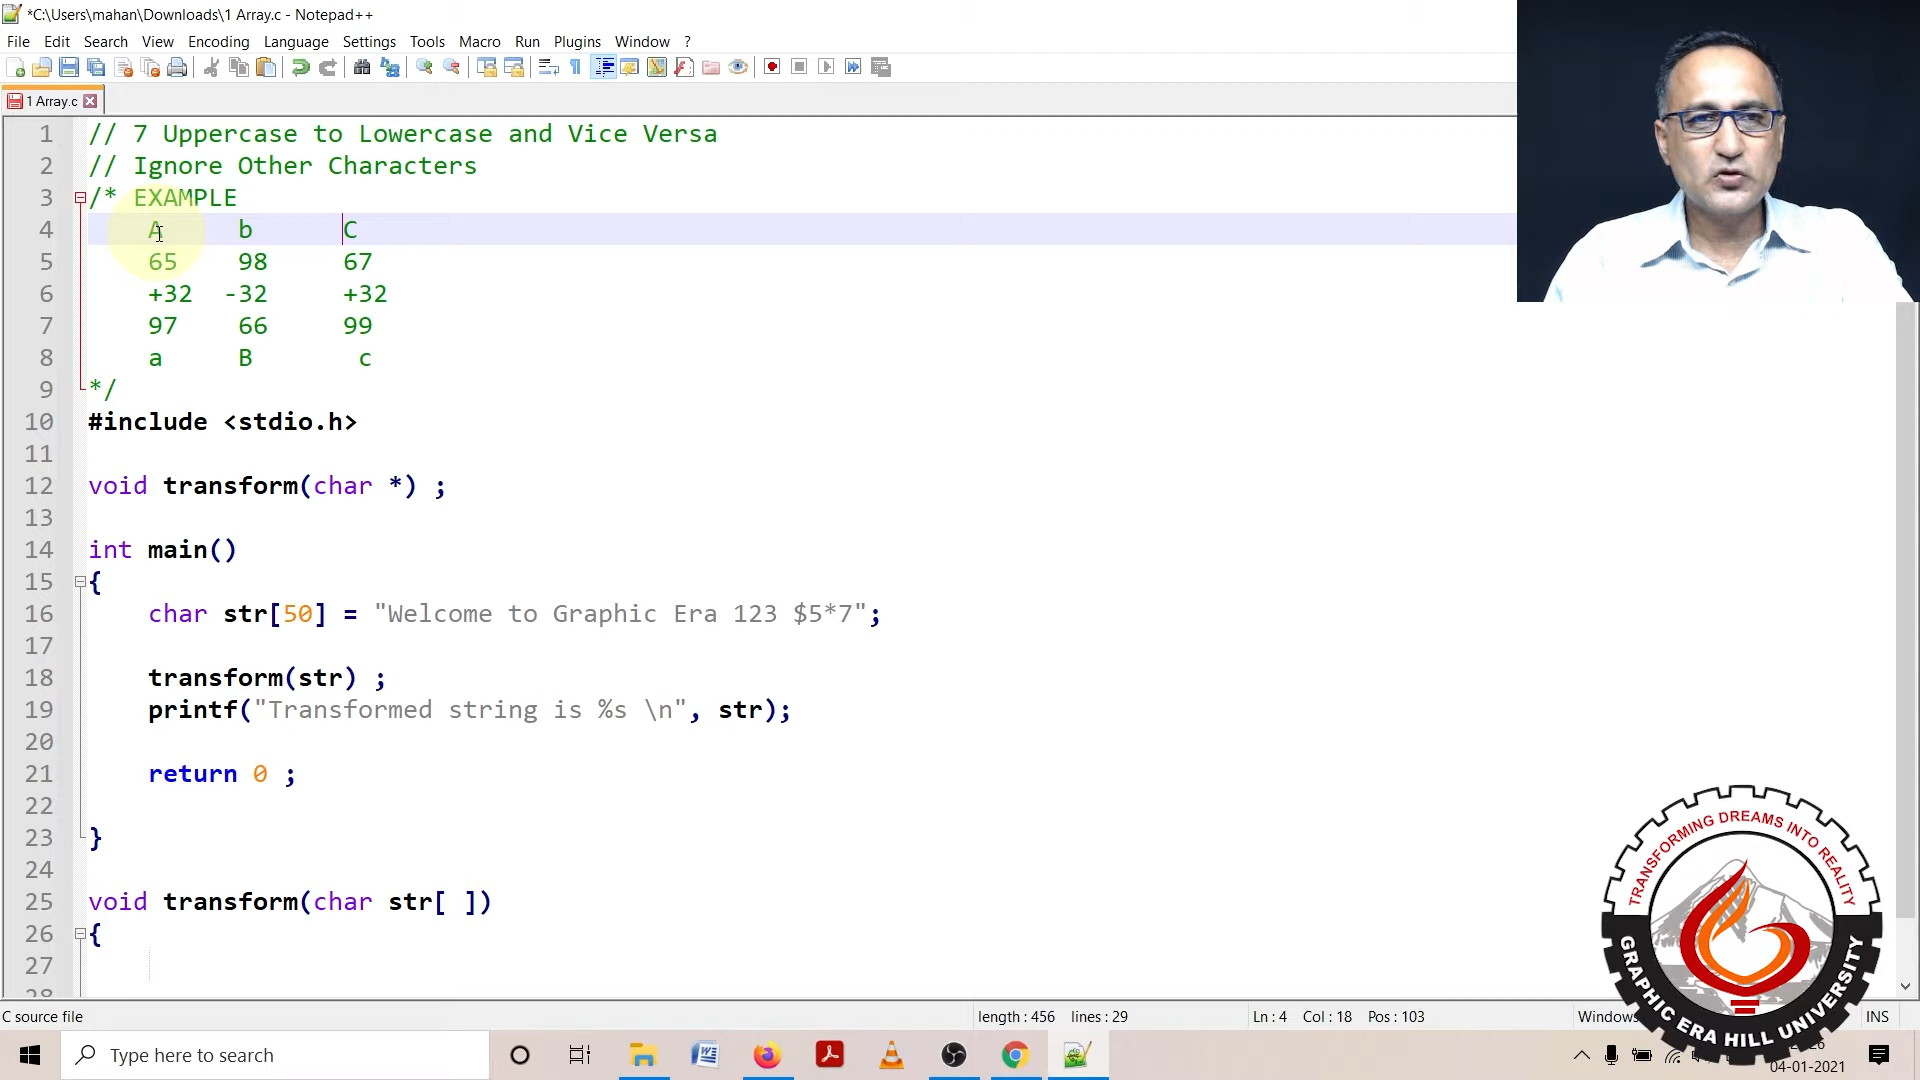 *C:\Users\mahan\Downloads\1 Array.c - Notepad++
File Edit Search View Encoding Language Settings Tools Macro Run Plugins Window ?
1 Array.c
1 // 7 Uppercase to Lowercase and Vice Versa
2 // Ignore Other Characters
3 /* EXAMPLE
4 A b C
5 65 98 67
6 +32 -32 +32
7 97 66 99
8 a B c
9 */
10 #include <stdio.h>
11
12 void transform(char *) ;
13
14 int main()
15 {
16 char str[50] = "Welcome to Graphic Era 123 $5*7";
17
18 transform(str) ;
19 printf("Transformed string is %s \n", str);
20
21 return 0 ;
22
23 }
24
25 void transform(char str[ ])
26 {
27
28
TRANSFORMING DREAMS INTO REALITY
GRAPHIC ERA HILL UNIVERSITY
C source file length : 456 lines : 29 Ln : 4 Col : 18 Pos : 103 Windows INS
Type here to search
04-01-2021